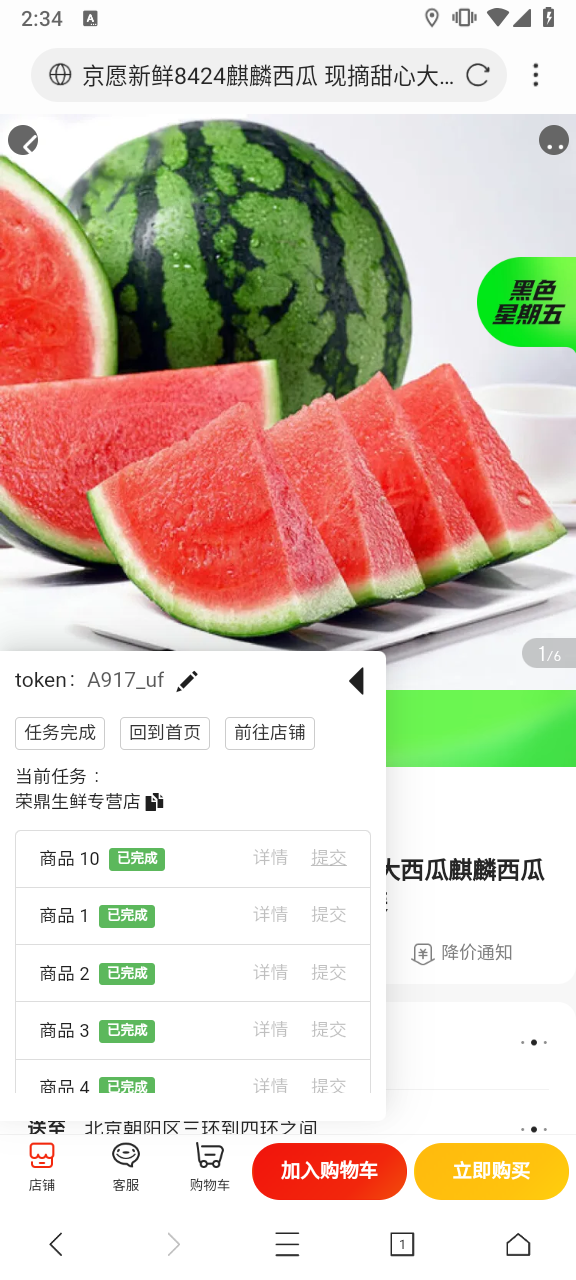 2:34 A
京愿新鲜8424麒麟西瓜 现摘甜心大...
黑色
星期五
1/6
token: A917_uf
任务完成 回到首页 前往店铺
当前任务：
荣鼎生鲜专营店
商品 10 已完成 详情 提交
大西瓜麒麟西瓜
商品 1 已完成 详情 提交
降价通知
商品 2 已完成 详情 提交
商品 3 已完成 详情 提交
商品 4 已完成 详情 提交
送至 北京朝阳区三环到四环之间
店铺 客服 购物车 加入购物车 立即购买
1